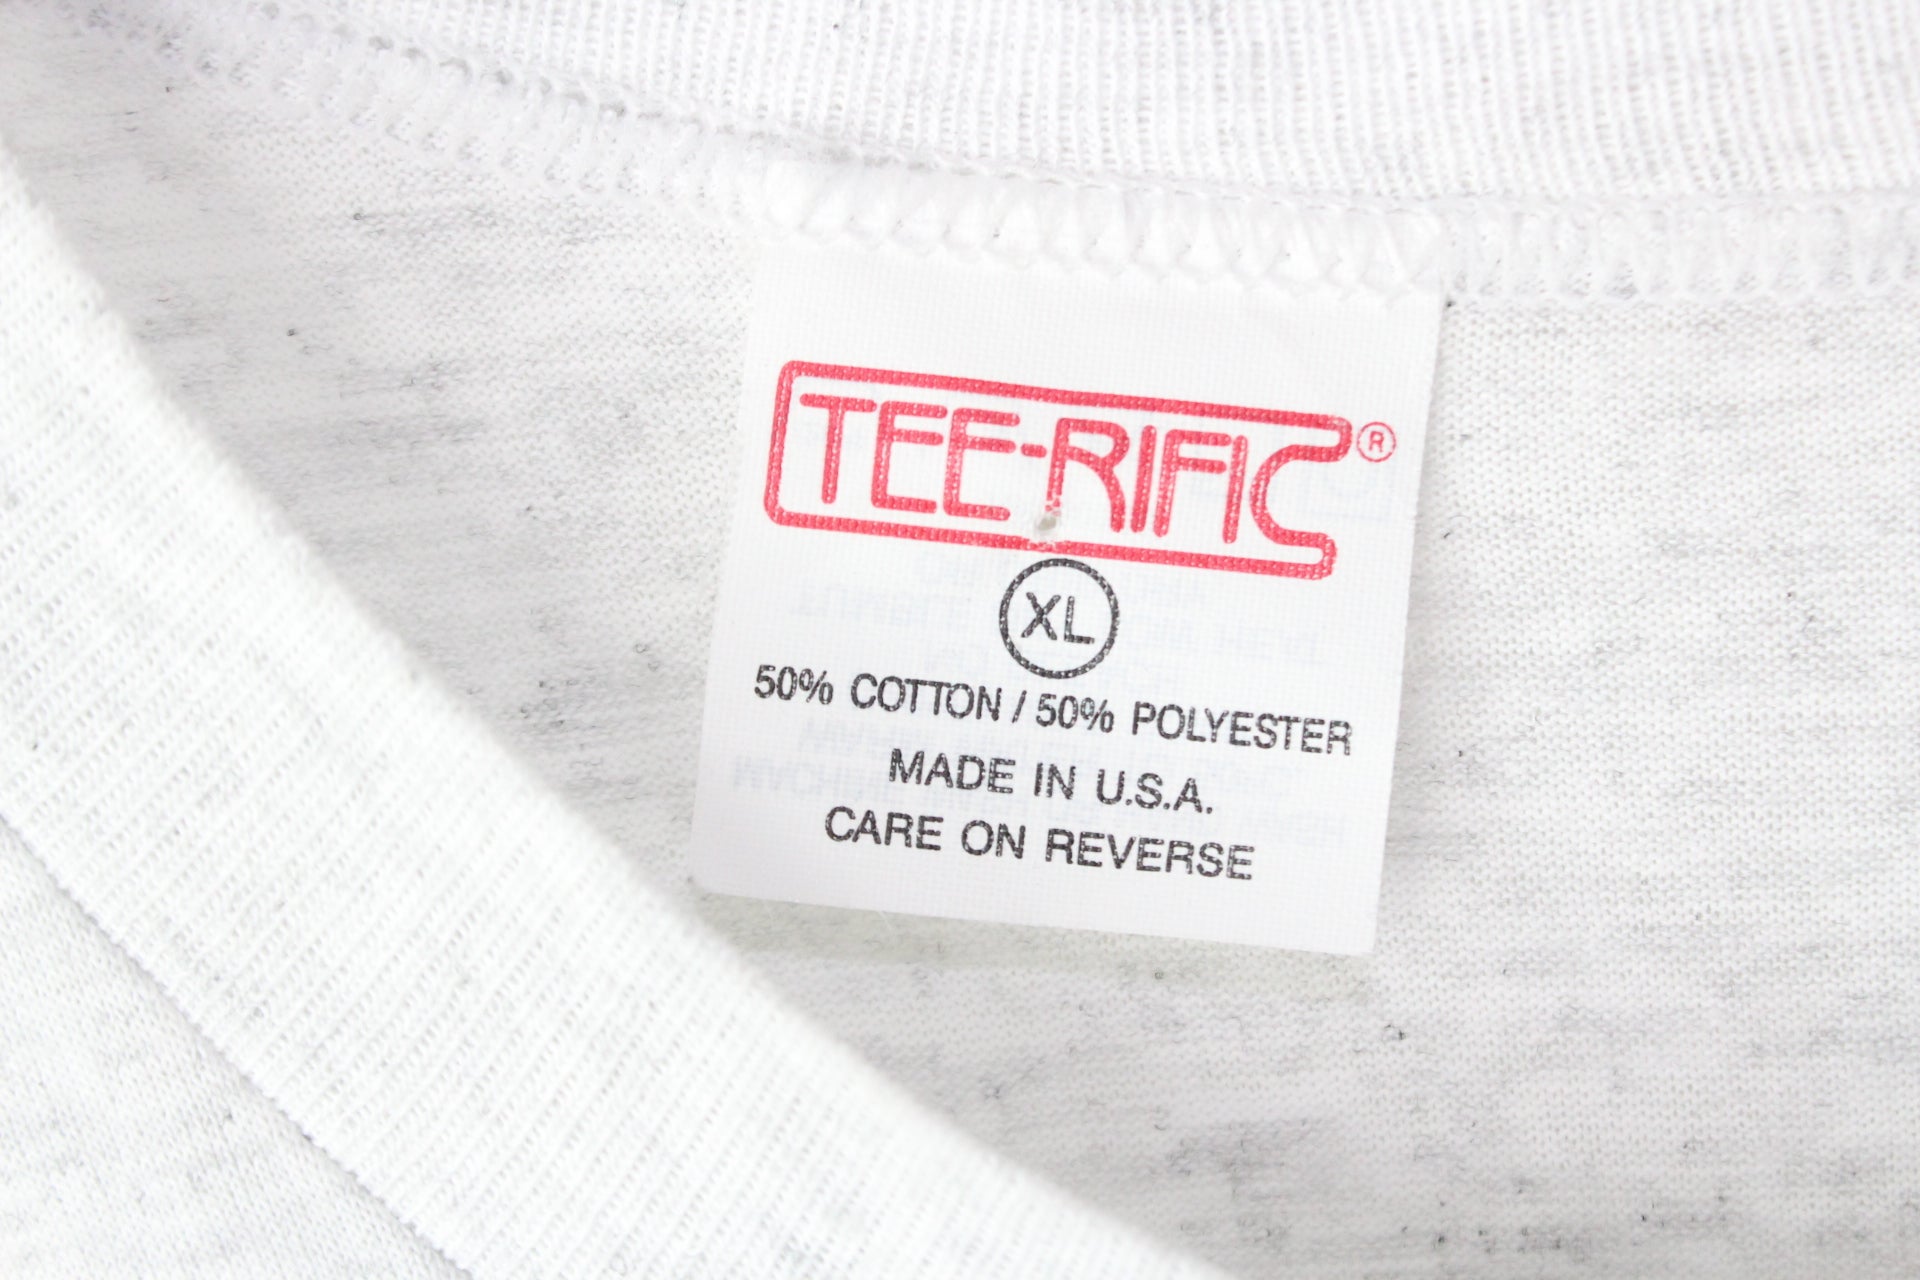 TEE-RIFIC®
XL
50% COTTON / 50% POLYESTER
MADE IN U.S.A.
CARE ON REVERSE